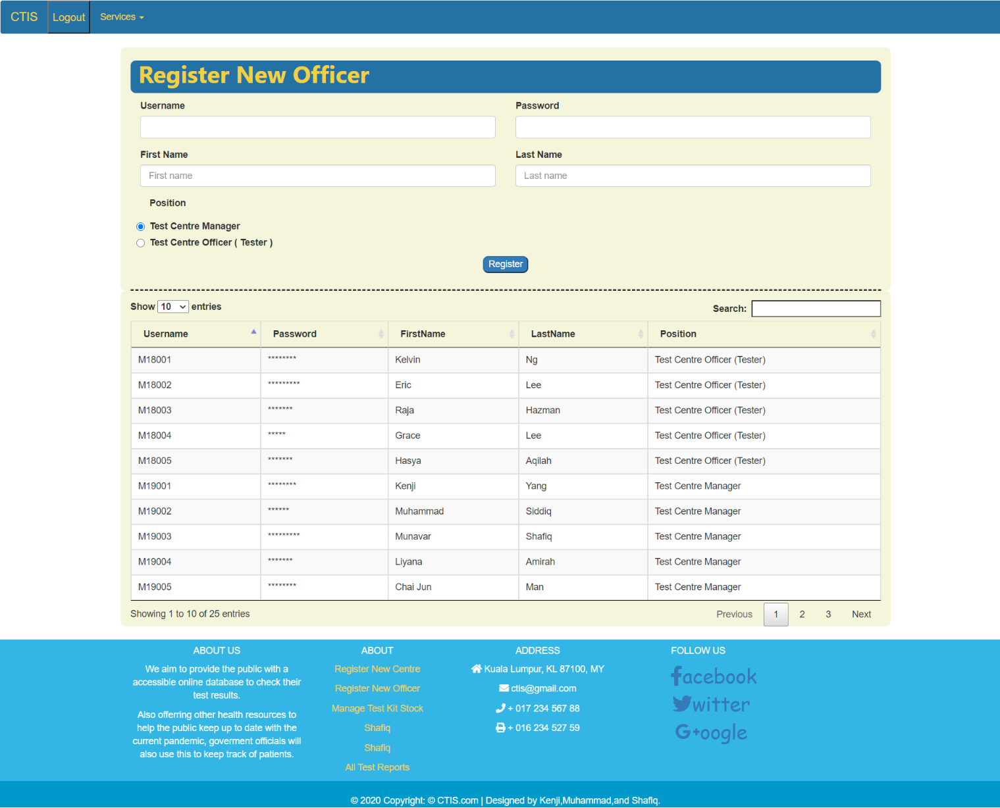 CTIS Logout Services
Register New Officer
Username Password
First Name Last Name
First name Last name
Position
Test Centre Manager
Test Centre Officer ( Tester )
Register
Show 10 entries Search:
Username Password FirstName LastName Position
M18001 ******** Kelvin Ng Test Centre Officer (Tester)
M18002 ********* Eric Lee Test Centre Officer (Tester)
M18003 ******* Raja Hazman Test Centre Officer (Tester)
M18004 ***** Grace Lee Test Centre Officer (Tester)
M18005 ******* Hasya Aqilah Test Centre Officer (Tester)
M19001 ******** Kenji Yang Test Centre Manager
M19002 ****** Muhammad Siddiq Test Centre Manager
M19003 ********* Munavar Shafiq Test Centre Manager
M19004 ******* Liyana Amirah Test Centre Manager
M19005 ******** Chai Jun Man Test Centre Manager
Showing 1 to 10 of 25 entries Previous 1 2 3 Next
ABOUT US
We aim to provide the public with a
accessible online database to check their
test results.
Also offerring other health resources to
help the public keep up to date with the
current pandemic, goverment officials will
also use this to keep track of patients.
ABOUT
Register New Centre
Register New Officer
Manage Test Kit Stock
Shafiq
Shafiq
All Test Reports
ADDRESS
Kuala Lumpur, KL 87100, MY
ctis@gmail.com
+ 017 234 567 88
+ 016 234 527 59
FOLLOW US
facebook
witter
G+oogle
© 2020 Copyright: © CTIS.com | Designed by Kenji,Muhammad,and Shafiq.